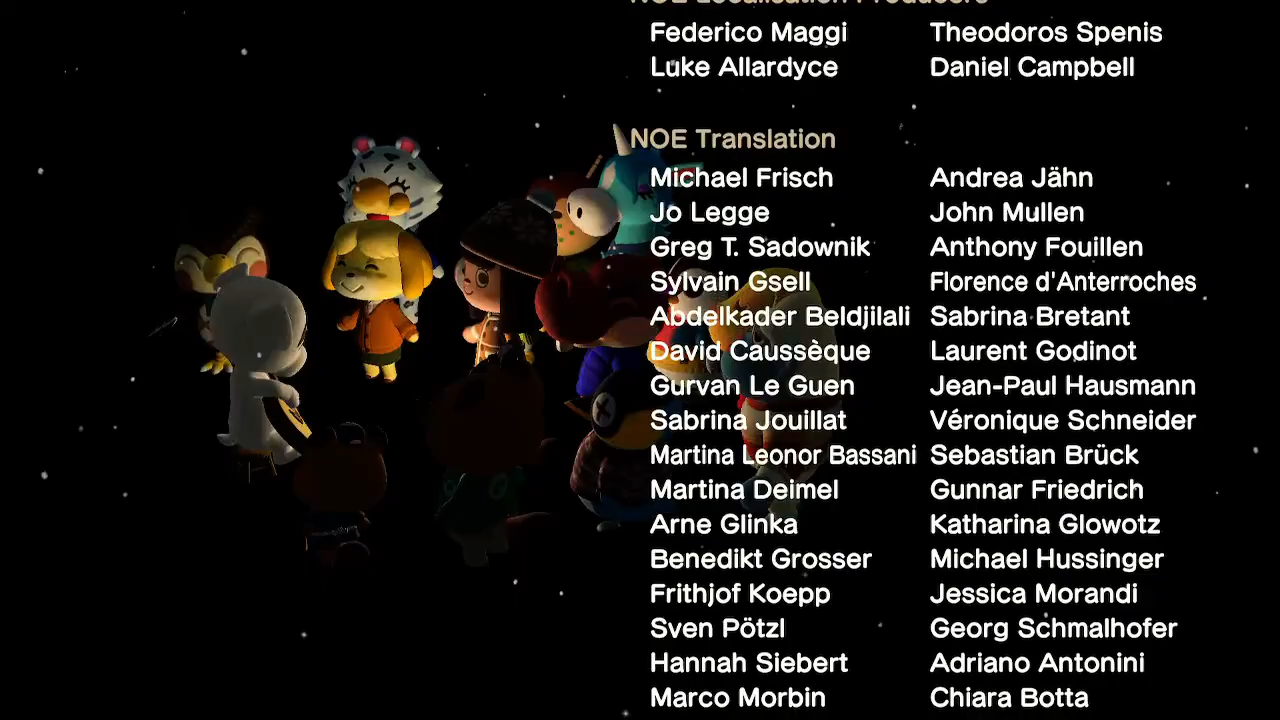 NOE Localisation Producers
Federico Maggi Theodoros Spenis
Luke Allardyce Daniel Campbell
NOE Translation
Michael Frisch Andrea Jähn
Jo Legge John Mullen
Greg T. Sadownik Anthony Fouillen
Sylvain Gsell Florence d'Anterroches
Abdelkader Beldjilali Sabrina Bretant
David Caussèque Laurent Godinot
Gurvan Le Guen Jean-Paul Hausmann
Sabrina Jouillat Véronique Schneider
Martina Leonor Bassani Sebastian Brück
Martina Deimel Gunnar Friedrich
Arne Glinka Katharina Glowotz
Benedikt Grosser Michael Hussinger
Frithjof Koepp Jessica Morandi
Sven Pötzl Georg Schmalhofer
Hannah Siebert Adriano Antonini
Marco Morbin Chiara Botta